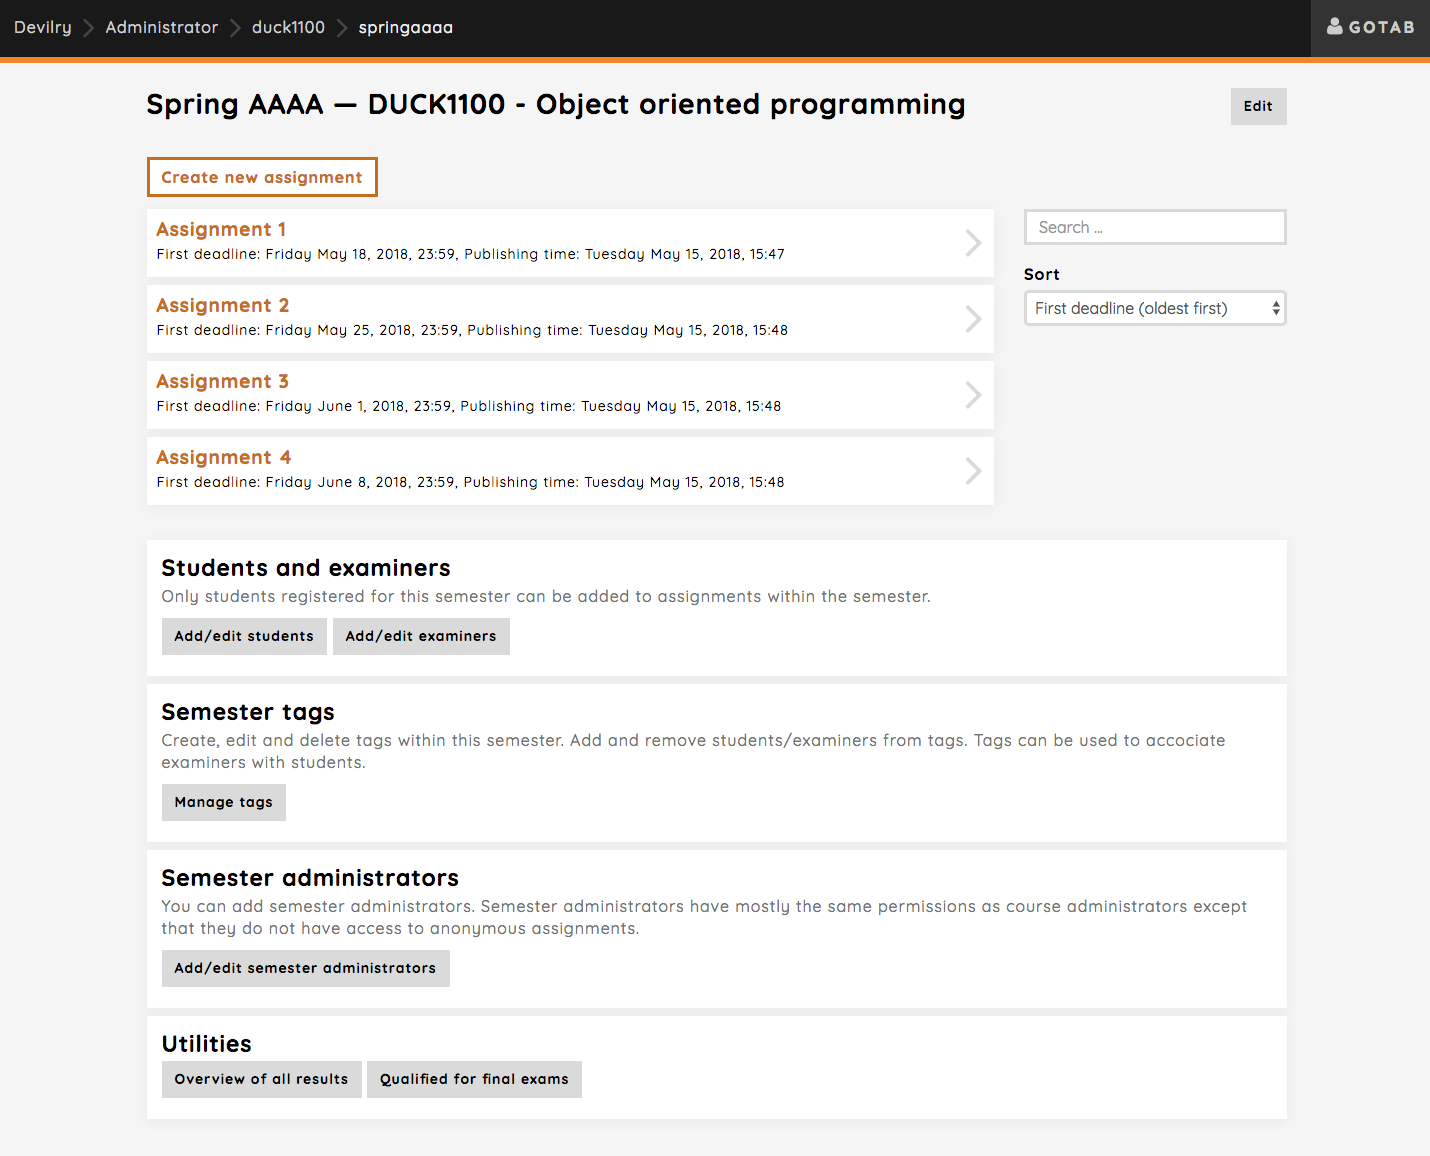 Devilry Administrator duck1100 springaaaa
GOTAB
Spring AAAA — DUCK1100 - Object oriented programming
Edit
Create new assignment
Assignment 1
First deadline: Friday May 18, 2018, 23:59, Publishing time: Tuesday May 15, 2018, 15:47
Assignment 2
First deadline: Friday May 25, 2018, 23:59, Publishing time: Tuesday May 15, 2018, 15:48
Assignment 3
First deadline: Friday June 1, 2018, 23:59, Publishing time: Tuesday May 15, 2018, 15:48
Assignment 4
First deadline: Friday June 8, 2018, 23:59, Publishing time: Tuesday May 15, 2018, 15:48
Search ...
Sort
First deadline (oldest first)
Students and examiners
Only students registered for this semester can be added to assignments within the semester.
Add/edit students Add/edit examiners
Semester tags
Create, edit and delete tags within this semester. Add and remove students/examiners from tags. Tags can be used to accociate
examiners with students.
Manage tags
Semester administrators
You can add semester administrators. Semester administrators have mostly the same permissions as course administrators except
that they do not have access to anonymous assignments.
Add/edit semester administrators
Utilities
Overview of all results Qualified for final exams